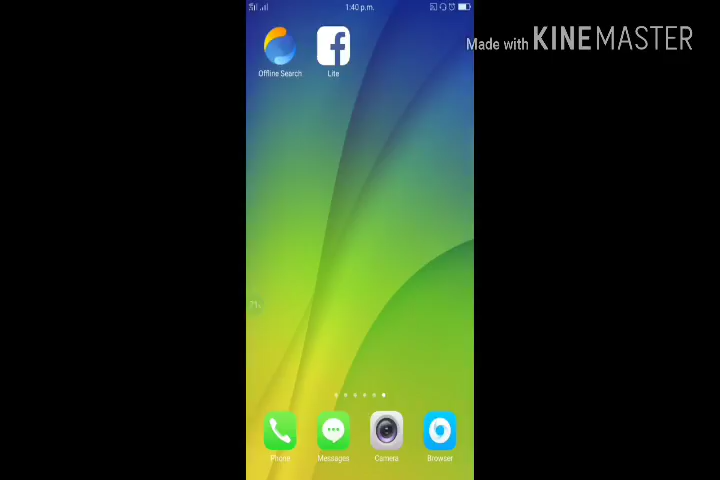 1:40 p.m.
Made with KINEMASTER
Offline Search
Lite
Phone
Messages
Camera
Browser